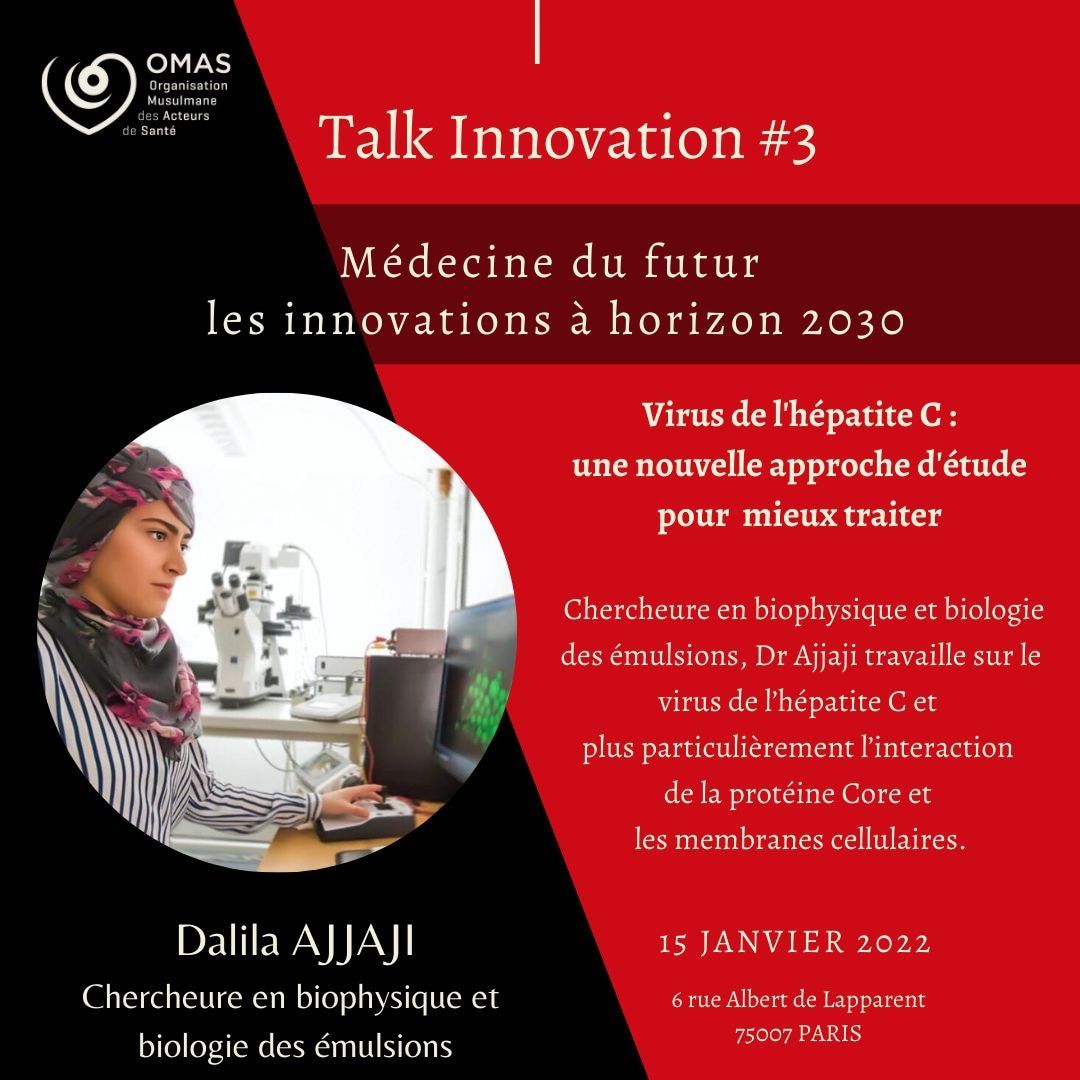 OMAS
Organisation
Musulmane
des Acteurs
de Santé
Talk Innovation #3
Médecine du futur
les innovations à horizon 2030
Virus de l'hépatite C :
une nouvelle approche d'étude
pour mieux traiter
Chercheure en biophysique et biologie
des émulsions, Dr Ajjaji travaille sur le
virus de l’hépatite C et
plus particulièrement l’interaction
de la protéine Core et
les membranes cellulaires.
Dalila AJJAJI
Chercheure en biophysique et
biologie des émulsions
15 JANVIER 2022
6 rue Albert de Lapparent
75007 PARIS